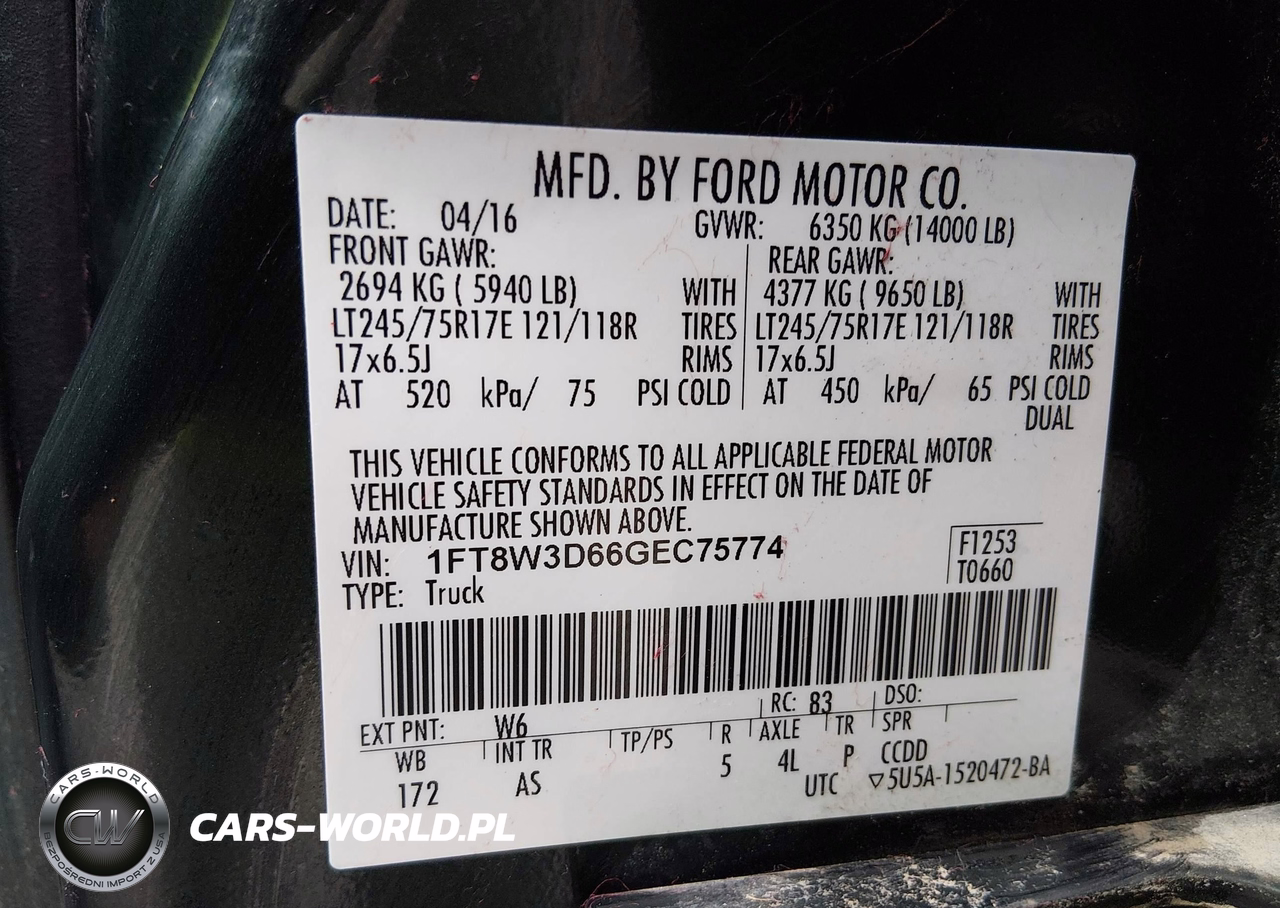 MFD. BY FORD MOTOR CO.
DATE: 04/16 GVWR: 6350 KG (14000 LB)
FRONT GAWR: REAR GAWR:
2694 KG ( 5940 LB) WITH 4377 KG ( 9650 LB) WITH
LT245/75R17E 121/118R TIRES LT245/75R17E 121/118R TIRES
17x6.5J RIMS 17x6.5J RIMS
AT 520 kPa/ 75 PSI COLD AT 450 kPa/ 65 PSI COLD
DUAL
THIS VEHICLE CONFORMS TO ALL APPLICABLE FEDERAL MOTOR
VEHICLE SAFETY STANDARDS IN EFFECT ON THE DATE OF
MANUFACTURE SHOWN ABOVE.
VIN: 1FT8W3D66GEC75774 F1253
TYPE: Truck T0660
EXT PNT: W6 RC: 83 DSO:
WB INT TR TP/PS R AXLE TR SPR
172 AS 5 4L P CCDD
UTC ▽5U5A-1520472-BA
CARS-WORLD
CW
BEZPOŚREDNI IMPORT Z USA
CARS-WORLD.PL